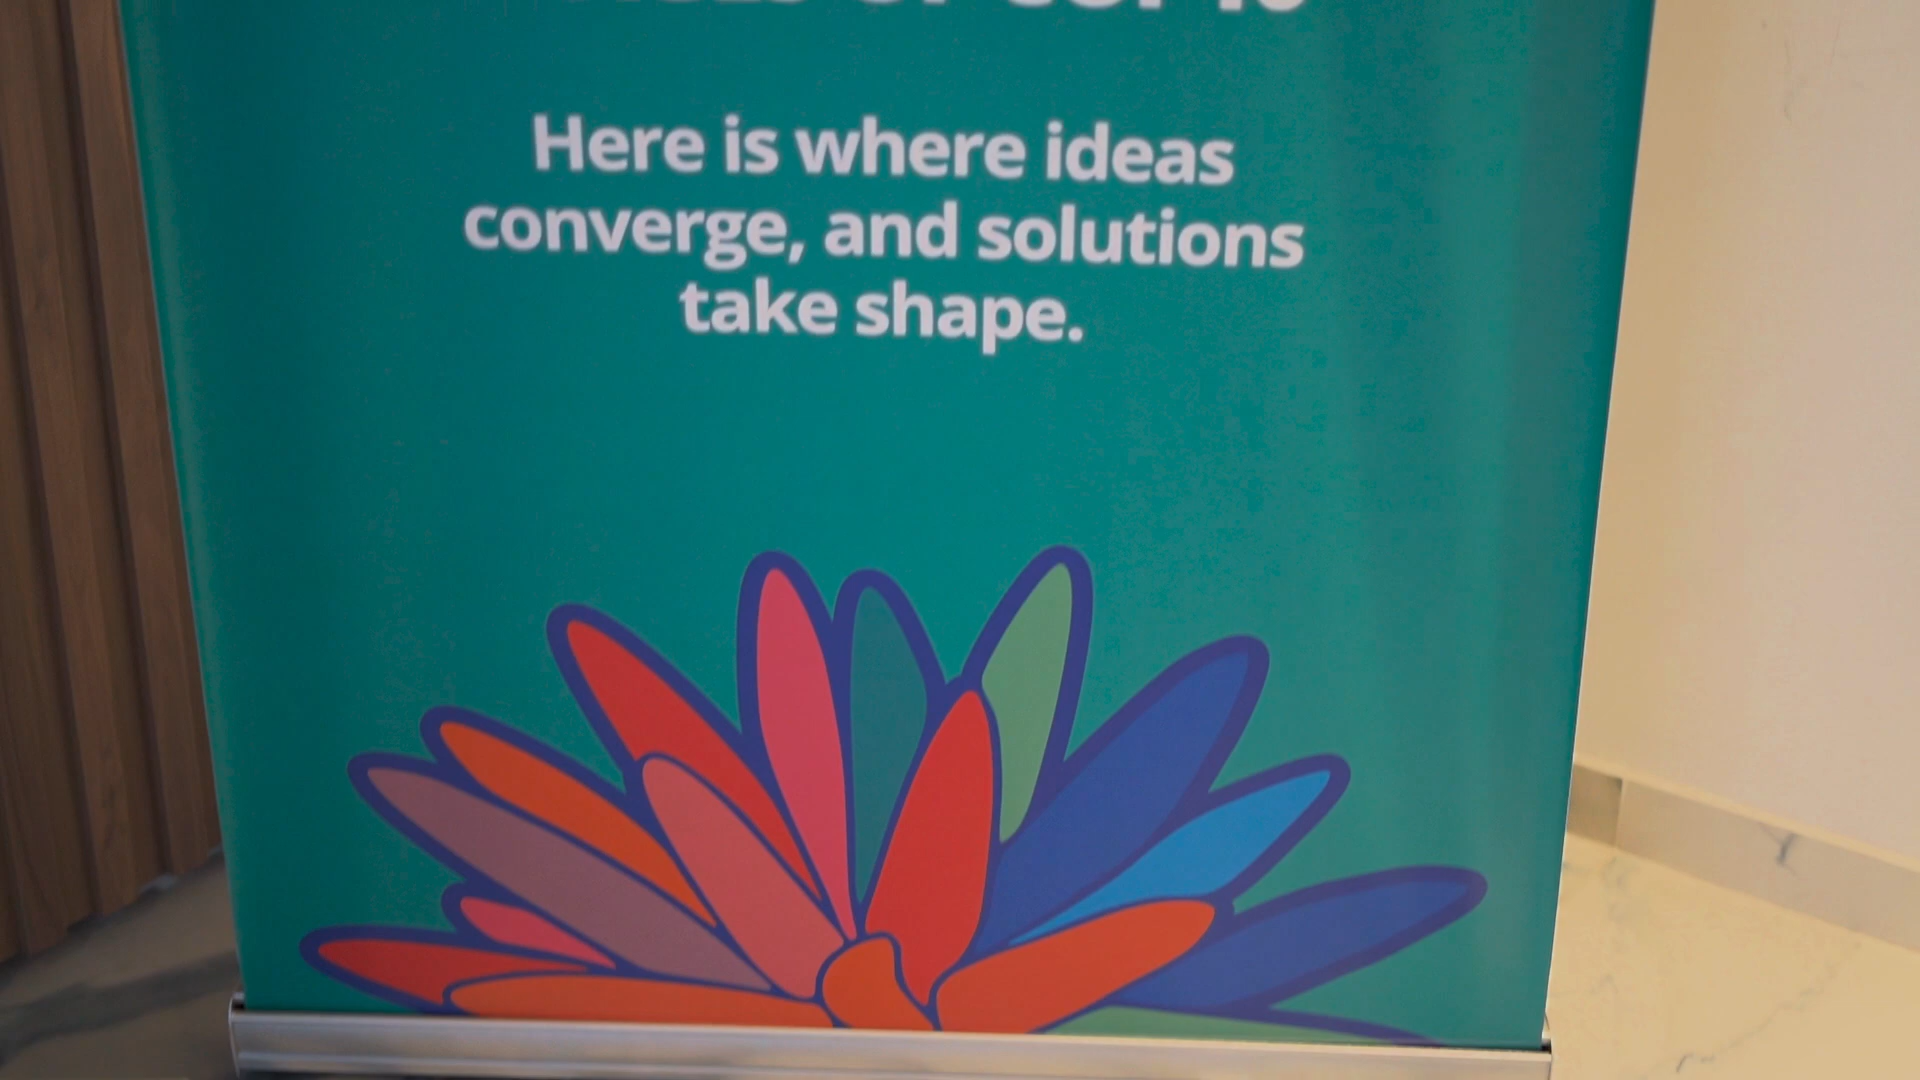 Here is where ideas
converge, and solutions
take shape.